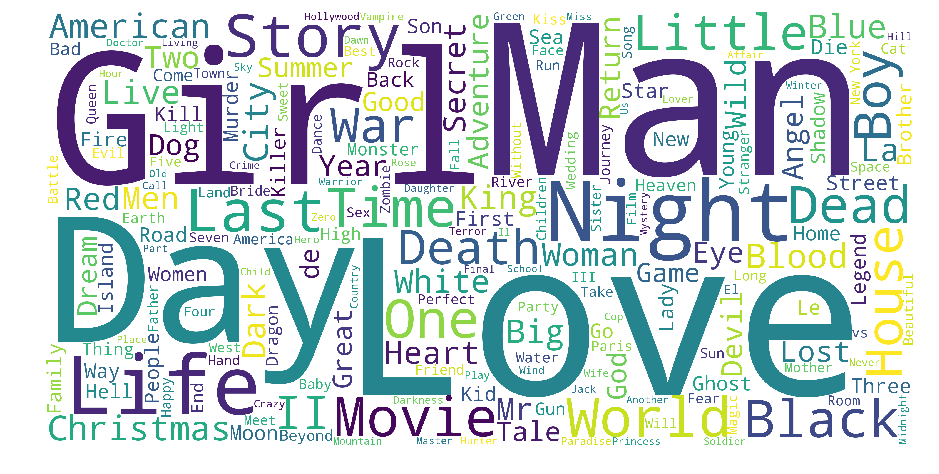 Hollywood
Vampire
American
Story
Girl
Man
Little
Blue
Green
Miss
Kiss
Sea
Face
Run
Song
Die
Hill
Cat
Bad
Doctor
Living
Two
Dawn
Best
Son
Rock
Back
Secret
Adventure
Return
Us
Star
Wild
Affair
Boy
New York
Brother
Come
Town
Sky
Summer
Live
Hour
Queen
Kill
Murder
City
Sweet
Good
War
Dance
Monster
Fall
Without
Wedding
Journey
Lover
New
Young
Stranger
Angel
Winter
Shadow
La
Space
Fire
Light
Evil
Five
Dog
Killer
Year
Zombie
Rose
Battle
Old
Call
Crime
Land
Bride
Warrior
Sex
River
King
First
Children
Sister
Film
Mystery
Heaven
Street
Red
Men
Earth
Last
Time
Daughter
Night
Dead
Home
Road
Seven
America
Hero
Zero
High
Terror
II
Death
Woman
Eye
Blood
Part
Day
Love
House
Dream
Island
Women
Child
de
White
Final
School
III
Game
Long
Legend
Beautiful
Father
Four
Dark
Dragon
Great
Country
Perfect
One
Party
Big
Take
Lady
El
Devil
Le
vs
Thing
Place
West
Hand
People
Life
Heart
Water
Wind
Go
Paris
God
Cop
Sun
Lost
Mother
Never
Family
Way
Hell
Happy
End
Crazy
Baby
Friend
Play
Kid
Wife
Jack
Ghost
Three
Room
Midnight
Christmas
Meet
Moon
Beyond
II
Darkness
Movie
Mr
Gun
Tale
Another
Will
World
Fear
Magic
Black
Mountain
Master
Hunter
Paradise
Princess
Soldier